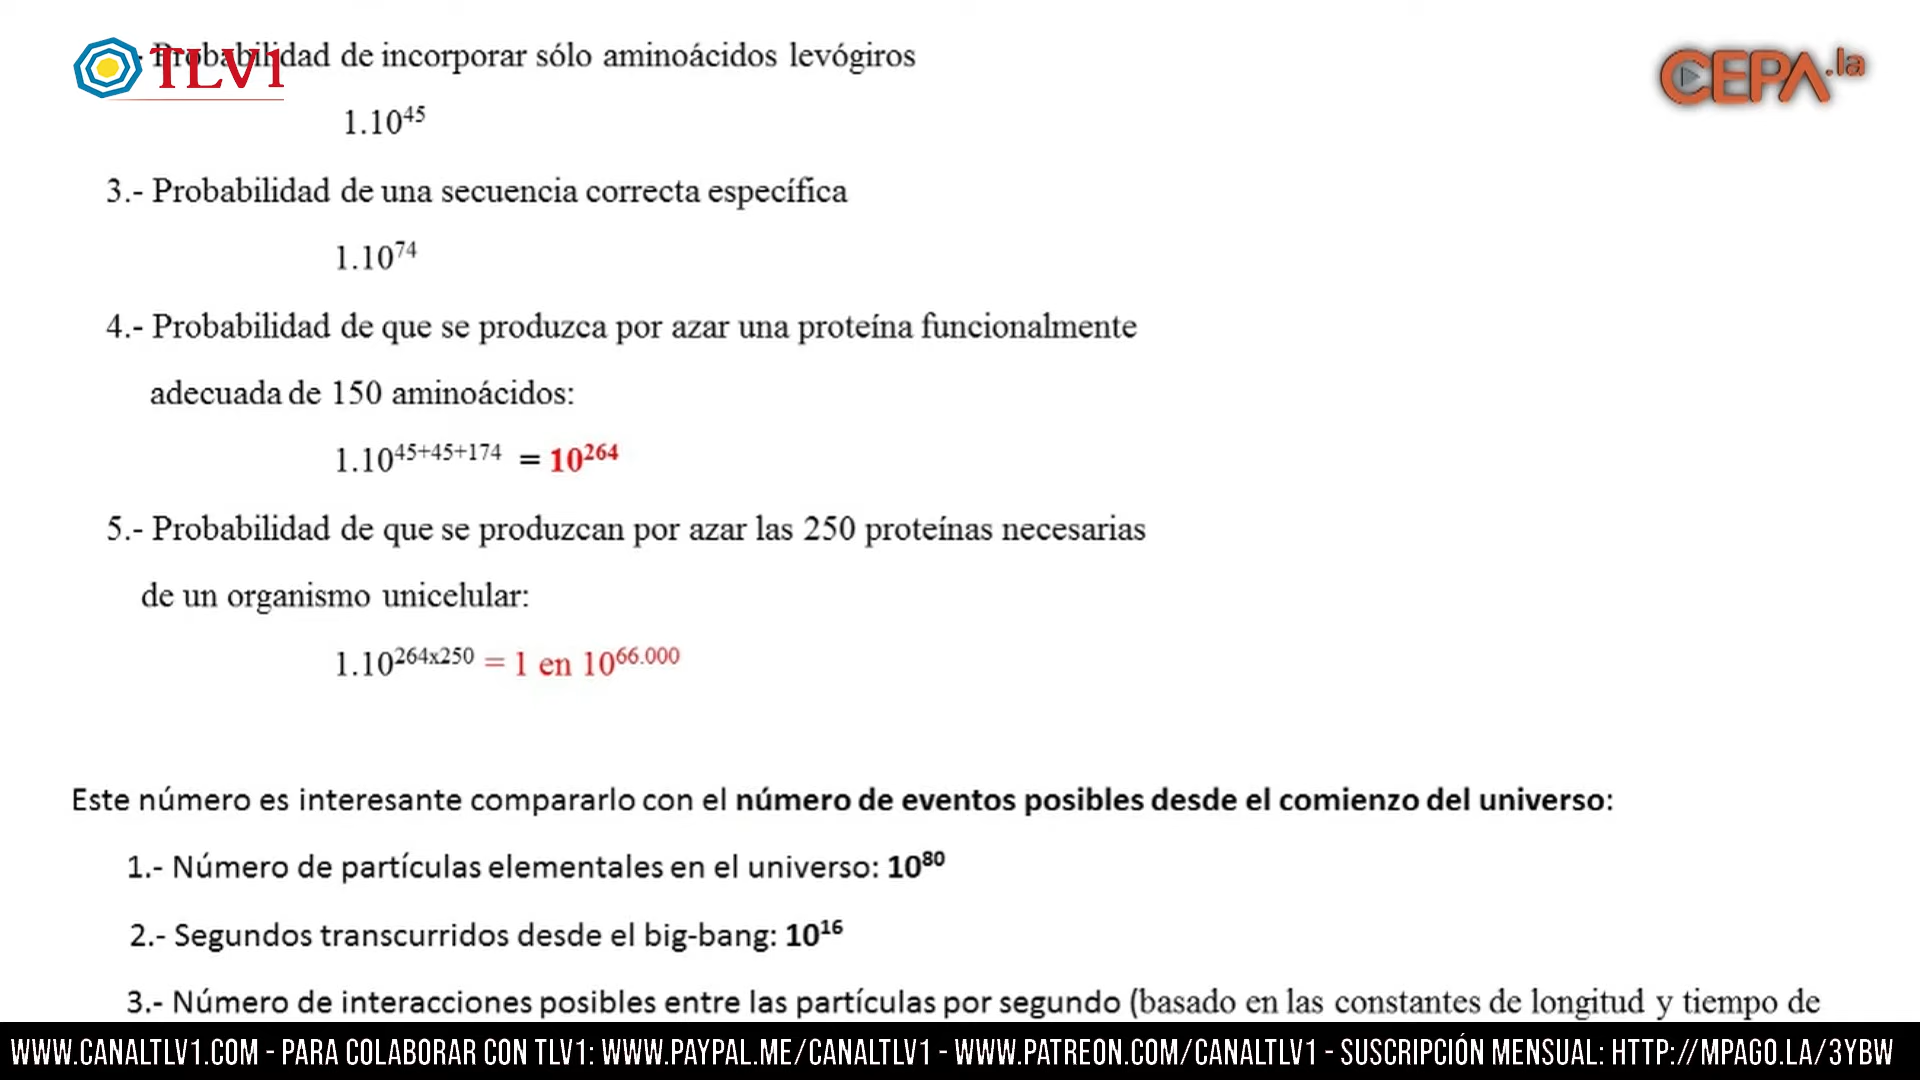 - Probabilidad de incorporar sólo aminoácidos levógiros
TLV1
CEPA.la
1.10⁴⁵
3.- Probabilidad de una secuencia correcta específica
1.10⁷⁴
4.- Probabilidad de que se produzca por azar una proteína funcionalmente
adecuada de 150 aminoácidos:
1.10⁴⁵⁺⁴⁵⁺¹⁷⁴ = 10²⁶⁴
5.- Probabilidad de que se produzcan por azar las 250 proteínas necesarias
de un organismo unicelular:
1.10²⁶⁴ˣ²⁵⁰ = 1 en 10⁶⁶·⁰⁰⁰
Este número es interesante compararlo con el número de eventos posibles desde el comienzo del universo:
1.- Número de partículas elementales en el universo: 10⁸⁰
2.- Segundos transcurridos desde el big-bang: 10¹⁶
3.- Número de interacciones posibles entre las partículas por segundo (basado en las constantes de longitud y tiempo de
WWW.CANALTLV1.COM - PARA COLABORAR CON TLV1: WWW.PAYPAL.ME/CANALTLV1 - WWW.PATREON.COM/CANALTLV1 - SUSCRIPCIÓN MENSUAL: HTTP://MPAGO.LA/3YBW